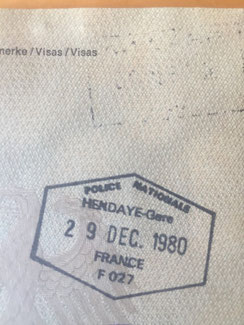 merke/Visas/Visas
POLICE NATIONALE
HENDAYE-Gare
2 9 DEC. 1980
FRANCE
F 027